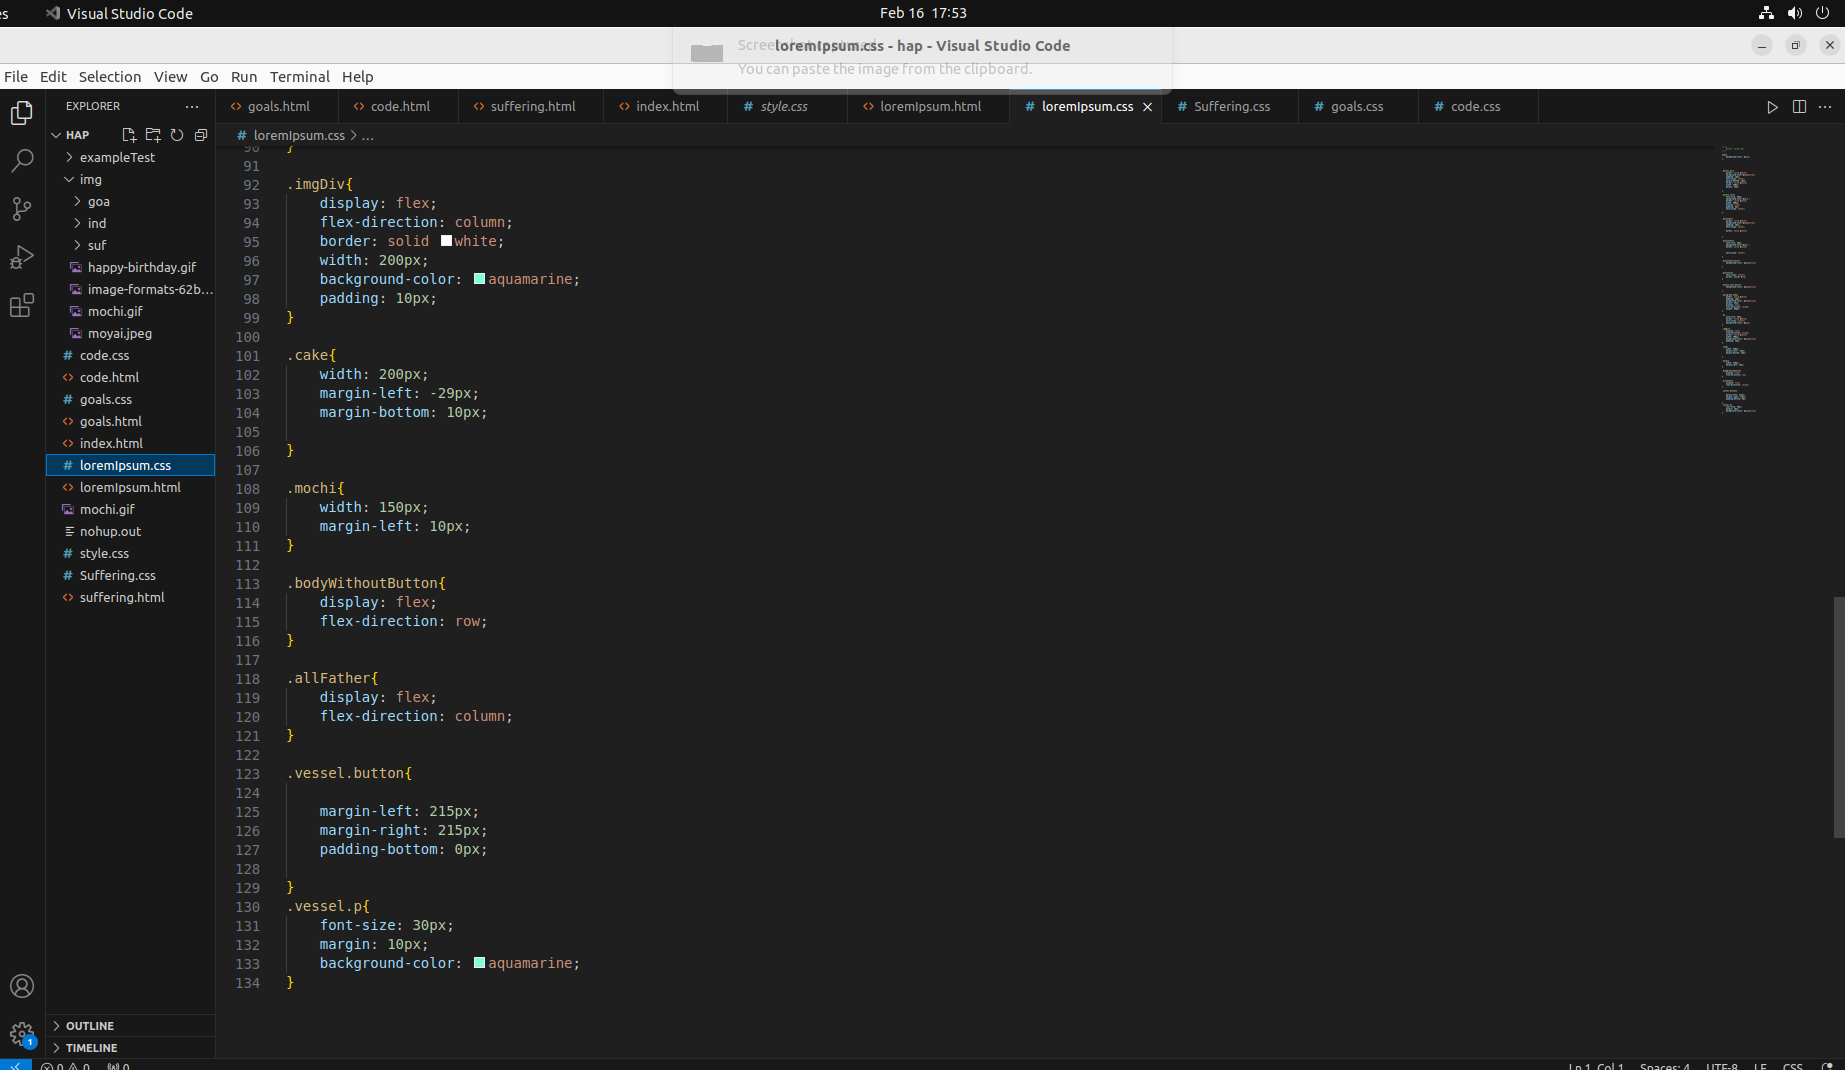 es Visual Studio Code Feb 16 17:53
Screenshot captured
You can paste the image from the clipboard.
loremIpsum.css - hap - Visual Studio Code
File Edit Selection View Go Run Terminal Help
EXPLORER
goals.html code.html suffering.html index.html style.css loremIpsum.html loremIpsum.css Suffering.css goals.css code.css
HAP
loremIpsum.css > ...
exampleTest
img
goa
ind
suf
happy-birthday.gif
image-formats-62b...
mochi.gif
moyai.jpeg
code.css
code.html
goals.css
goals.html
index.html
loremIpsum.css
loremIpsum.html
mochi.gif
nohup.out
style.css
Suffering.css
suffering.html
OUTLINE
TIMELINE
90 }
91
92 .imgDiv{
93 display: flex;
94 flex-direction: column;
95 border: solid white;
96 width: 200px;
97 background-color: aquamarine;
98 padding: 10px;
99 }
100
101 .cake{
102 width: 200px;
103 margin-left: -29px;
104 margin-bottom: 10px;
105
106 }
107
108 .mochi{
109 width: 150px;
110 margin-left: 10px;
111 }
112
113 .bodyWithoutButton{
114 display: flex;
115 flex-direction: row;
116 }
117
118 .allFather{
119 display: flex;
120 flex-direction: column;
121 }
122
123 .vessel.button{
124
125 margin-left: 215px;
126 margin-right: 215px;
127 padding-bottom: 0px;
128
129 }
130 .vessel.p{
131 font-size: 30px;
132 margin: 10px;
133 background-color: aquamarine;
134 }
1
0 0 0 Ln 1, Col 1 Spaces: 4 UTF-8 LF CSS